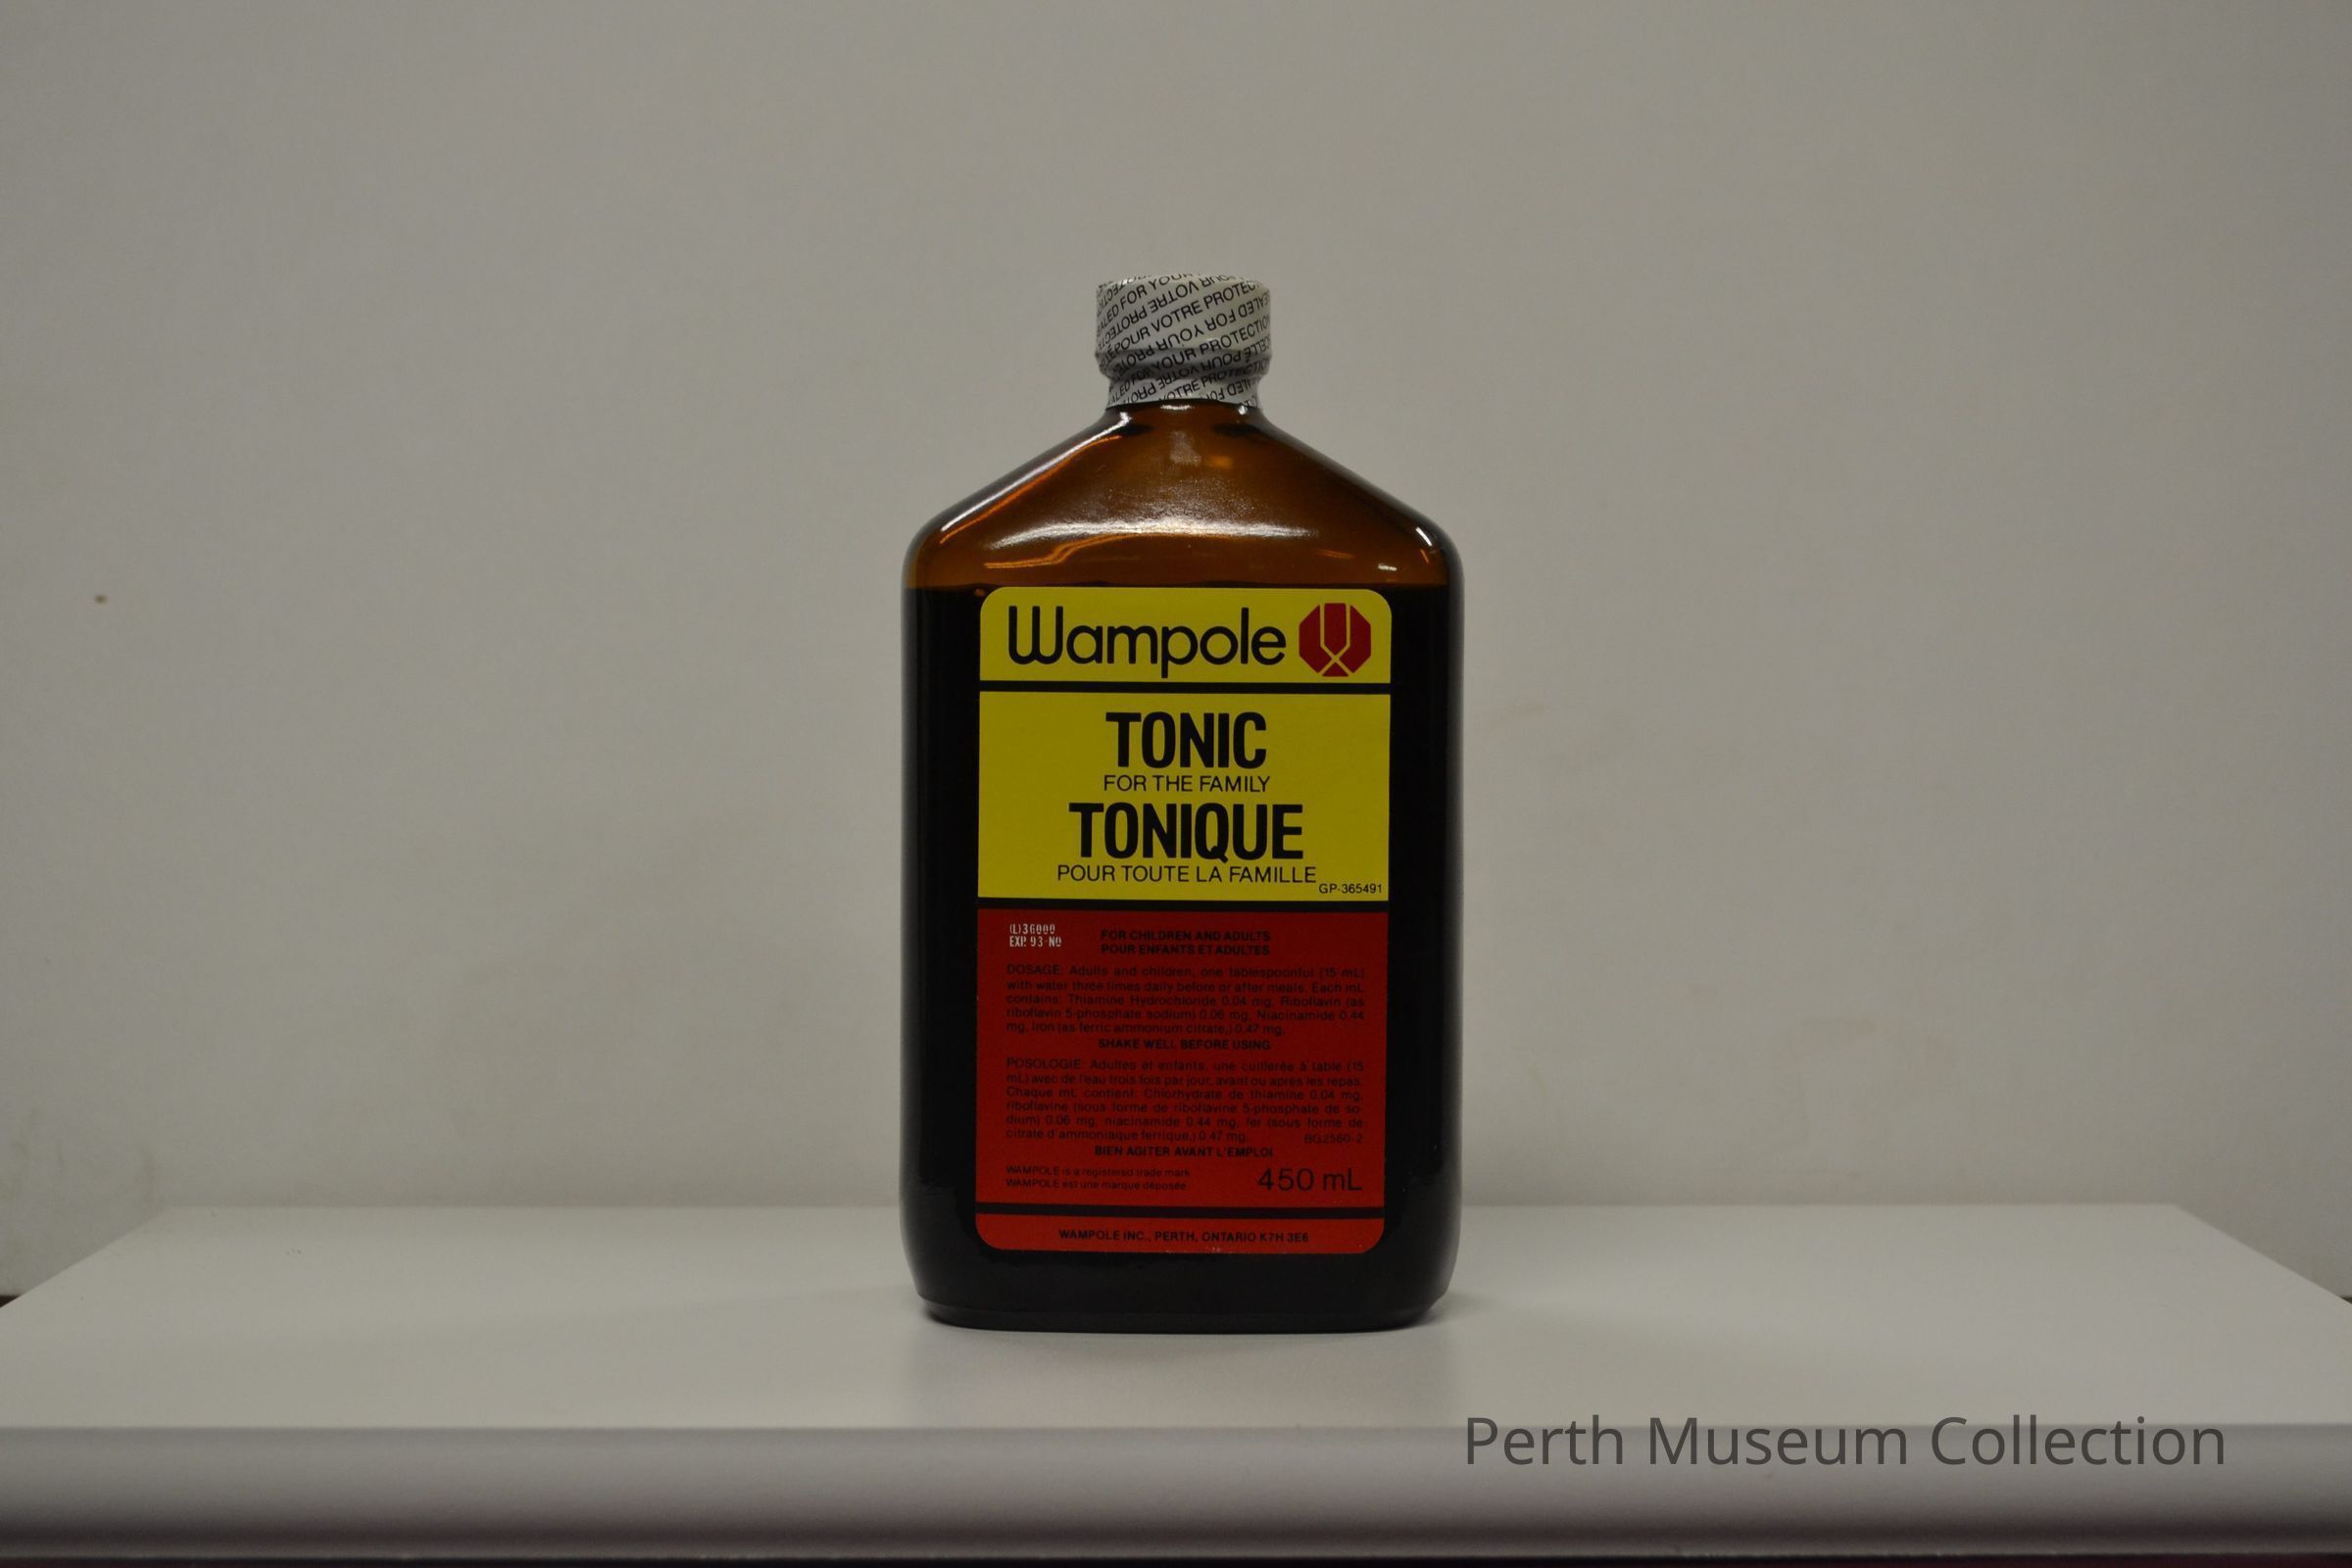 SEALED FOR YOUR PROTECTION
SCELLÉ POUR VOTRE PROTECTION
Wampole
TONIC
FOR THE FAMILY
TONIQUE
POUR TOUTE LA FAMILLE
GP-365491
(L)36000
EXP. 93 NO
FOR CHILDREN AND ADULTS
POUR ENFANTS ET ADULTES
DOSAGE: Adults and children, one tablespoonful (15 mL)
with water three times daily before or after meals. Each mL
contains: Thiamine Hydrochloride 0.04 mg, Riboflavin (as
riboflavin 5-phosphate sodium) 0.06 mg, Niacinamide 0.44
mg, Iron (as ferric ammonium citrate,) 0.47 mg.
SHAKE WELL BEFORE USING
POSOLOGIE: Adultes et enfants, une cuillerée à table (15
mL) avec de l'eau trois fois par jour, avant ou après les repas.
Chaque mL contient: Chlorhydrate de thiamine 0.04 mg,
riboflavine (sous forme de riboflavine 5-phosphate de so-
dium) 0.06 mg, niacinamide 0.44 mg, fer (sous forme de
citrate d'ammoniaque ferrique,) 0.47 mg. BG2560-2
BIEN AGITER AVANT L'EMPLOI
WAMPOLE is a registered trade mark
WAMPOLE est une marque déposée
450 mL
WAMPOLE INC., PERTH, ONTARIO K7H 3E6
Perth Museum Collection